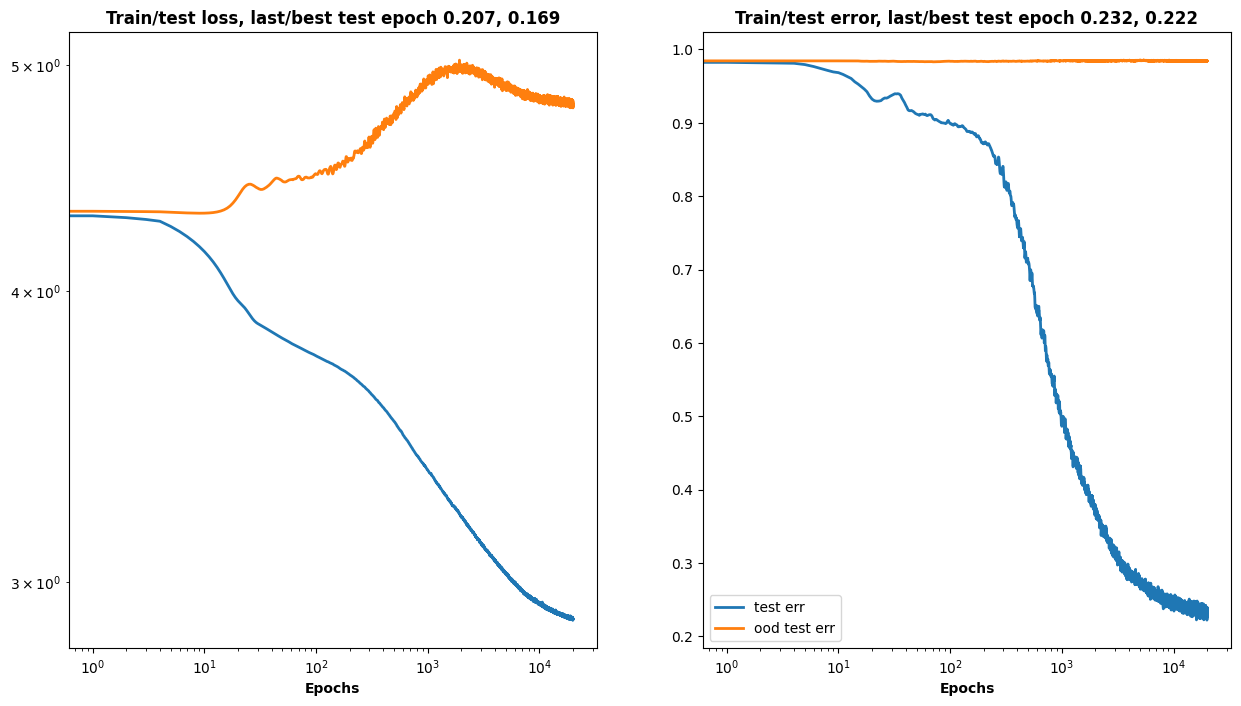 Train/test loss, last/best test epoch 0.207, 0.169
5 × 10⁰
4 × 10⁰
3 × 10⁰
10⁰ 10¹ 10² 10³ 10⁴
Epochs
Train/test error, last/best test epoch 0.232, 0.222
1.0
0.9
0.8
0.7
0.6
0.5
0.4
0.3
0.2
test err
ood test err
10⁰ 10¹ 10² 10³ 10⁴
Epochs